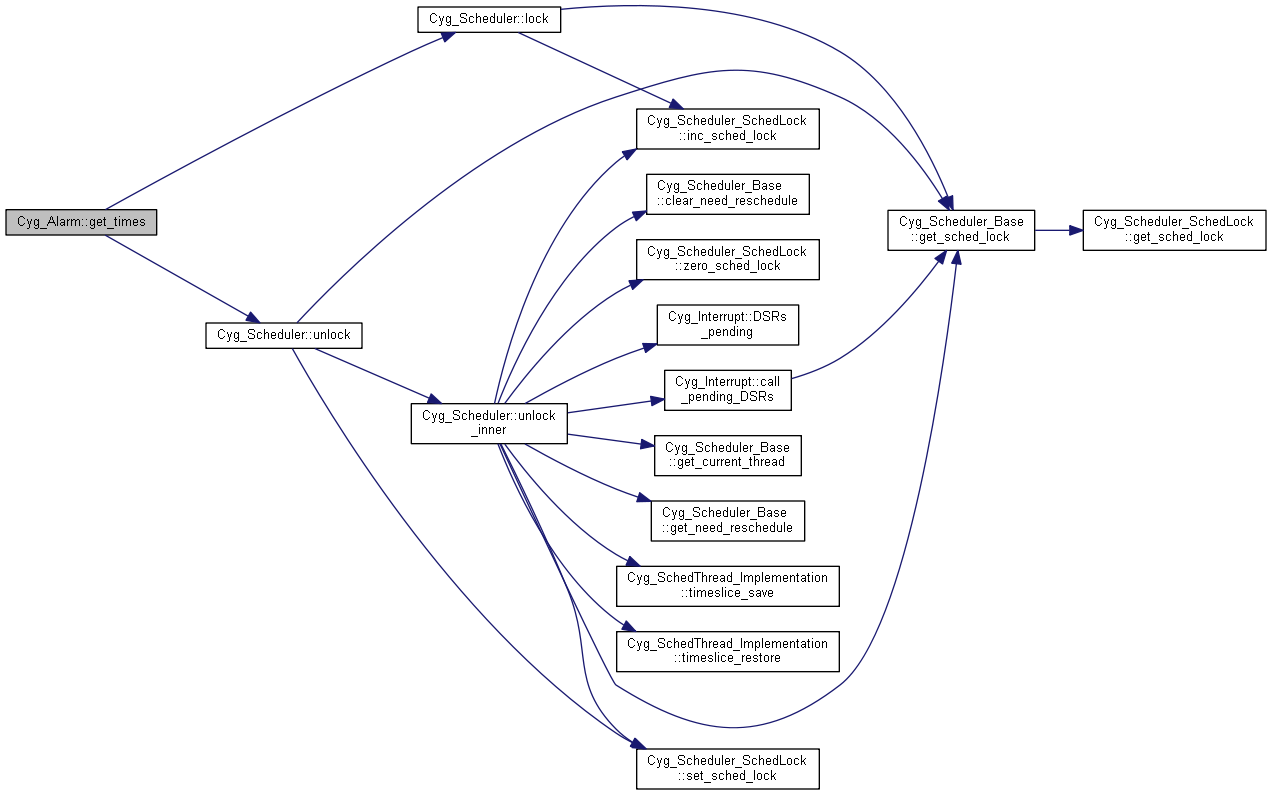 Cyg_Scheduler::lock
Cyg_Scheduler_SchedLock
::inc_sched_lock
Cyg_Scheduler_Base
::clear_need_reschedule
Cyg_Alarm::get_times
Cyg_Scheduler_Base
::get_sched_lock
Cyg_Scheduler_SchedLock
::get_sched_lock
Cyg_Scheduler_SchedLock
::zero_sched_lock
Cyg_Interrupt::DSRs
_pending
Cyg_Scheduler::unlock
Cyg_Interrupt::call
_pending_DSRs
Cyg_Scheduler::unlock
_inner
Cyg_Scheduler_Base
::get_current_thread
Cyg_Scheduler_Base
::get_need_reschedule
Cyg_SchedThread_Implementation
::timeslice_save
Cyg_SchedThread_Implementation
::timeslice_restore
Cyg_Scheduler_SchedLock
::set_sched_lock